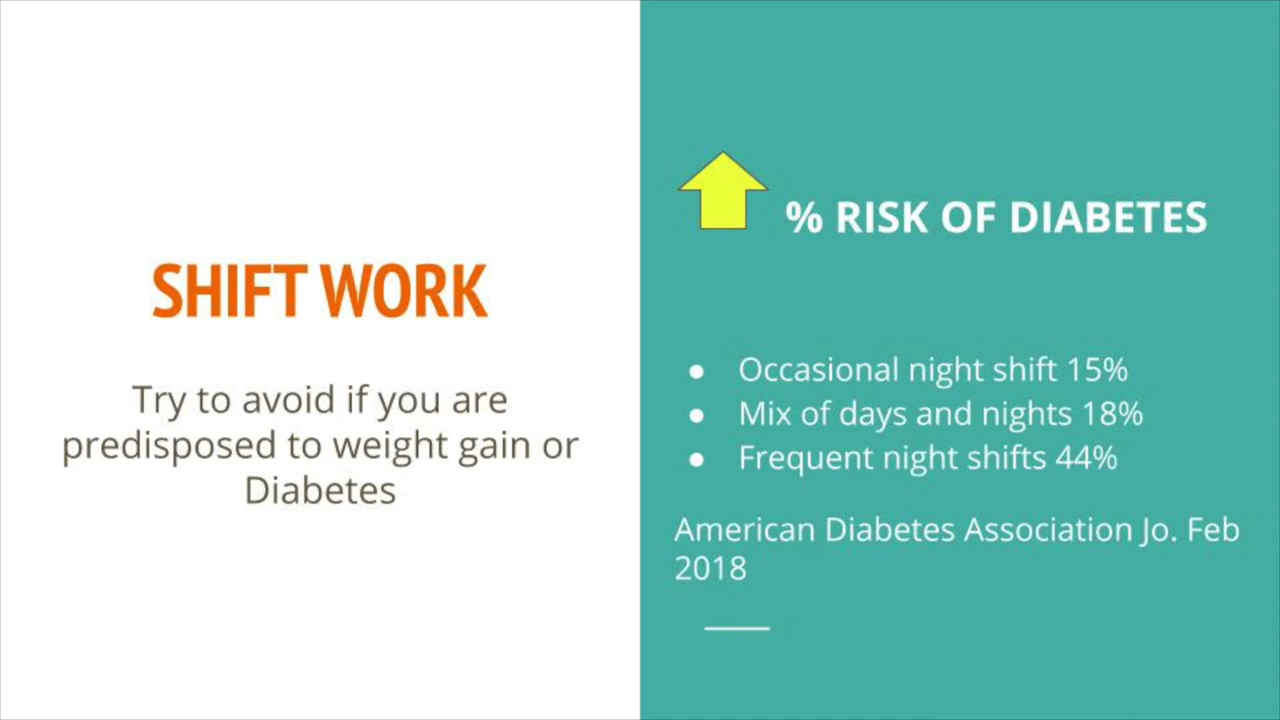 SHIFT WORK
Try to avoid if you are
predisposed to weight gain or
Diabetes
% RISK OF DIABETES
● Occasional night shift 15%
● Mix of days and nights 18%
● Frequent night shifts 44%
American Diabetes Association Jo. Feb
2018